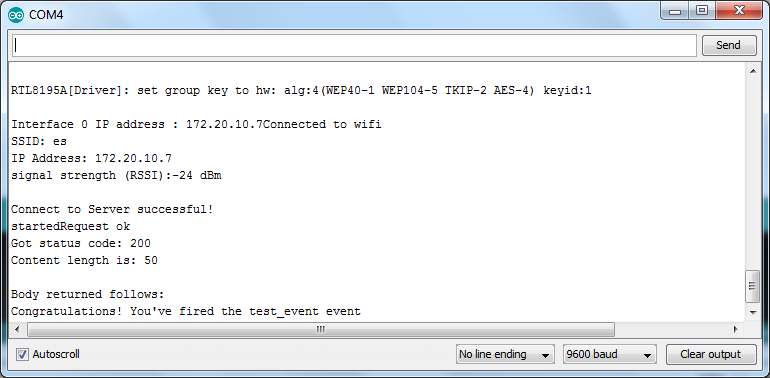 COM4
Send
RTL8195A[Driver]: set group key to hw: alg:4(WEP40-1 WEP104-5 TKIP-2 AES-4) keyid:1
Interface 0 IP address : 172.20.10.7Connected to wifi
SSID: es
IP Address: 172.20.10.7
signal strength (RSSI):-24 dBm
Connect to Server successful!
startedRequest ok
Got status code: 200
Content length is: 50
Body returned follows:
Congratulations! You've fired the test_event event
Autoscroll
No line ending
9600 baud
Clear output